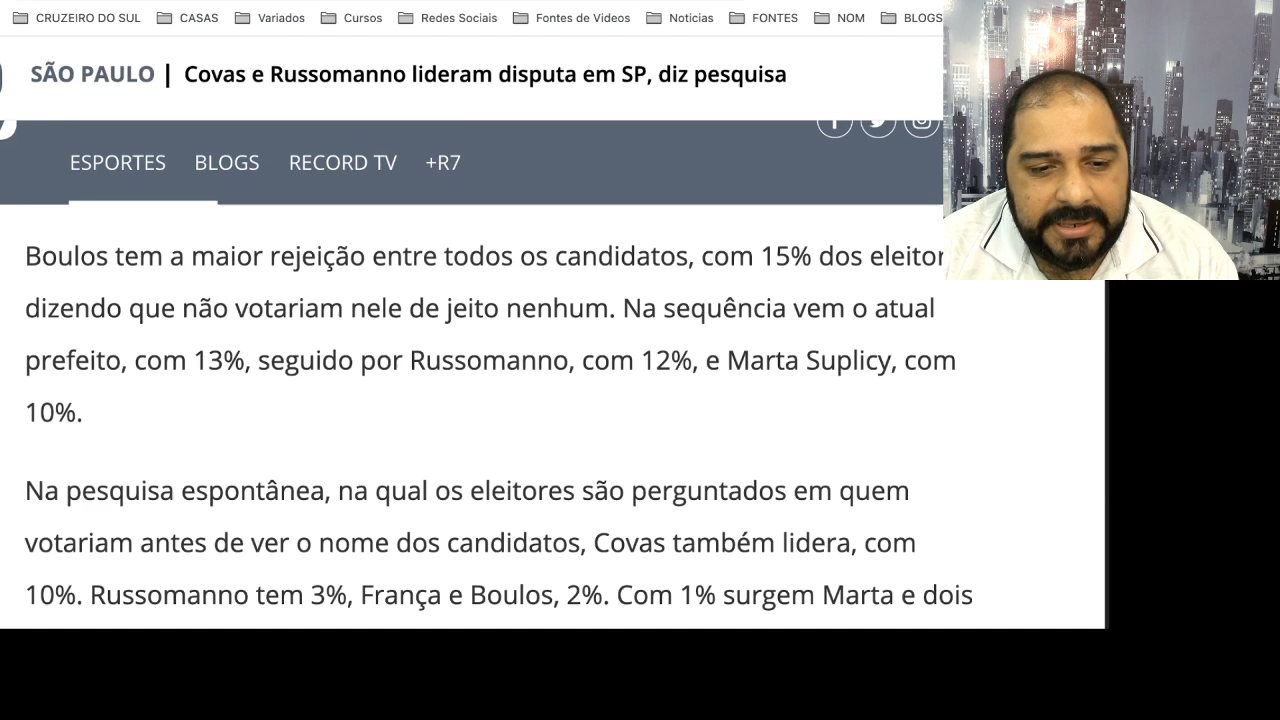 CRUZEIRO DO SUL CASAS Variados Cursos Redes Sociais Fontes de Videos Noticias FONTES NOM BLOGS
SÃO PAULO | Covas e Russomanno lideram disputa em SP, diz pesquisa
ESPORTES BLOGS RECORD TV +R7
Boulos tem a maior rejeição entre todos os candidatos, com 15% dos eleitor
dizendo que não votariam nele de jeito nenhum. Na sequência vem o atual
prefeito, com 13%, seguido por Russomanno, com 12%, e Marta Suplicy, com
10%.
Na pesquisa espontânea, na qual os eleitores são perguntados em quem
votariam antes de ver o nome dos candidatos, Covas também lidera, com
10%. Russomanno tem 3%, França e Boulos, 2%. Com 1% surgem Marta e dois